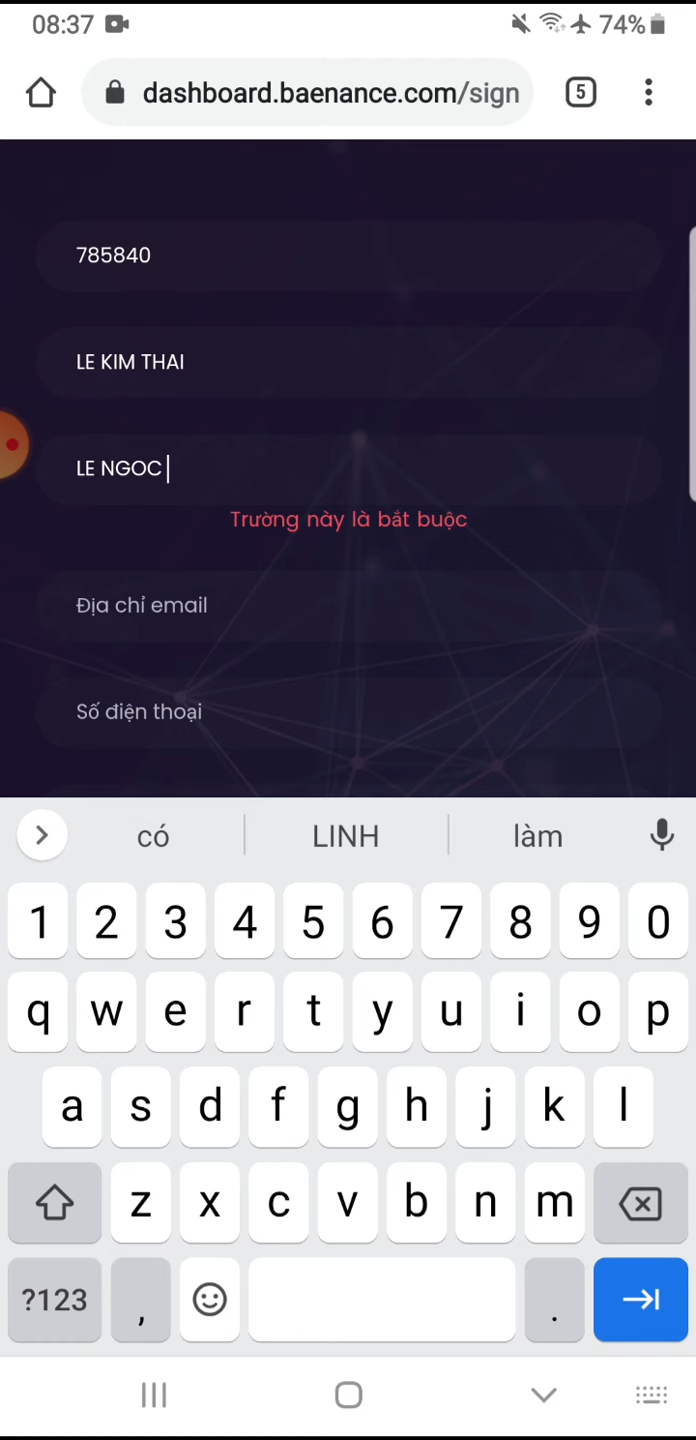 08:37 74%
dashboard.baenance.com/sign 5
785840
LE KIM THAI
LE NGOC
Trường này là bắt buộc
Địa chỉ email
Số điện thoại
có LINH làm
1 2 3 4 5 6 7 8 9 0
q w e r t y u i o p
a s d f g h j k l
z x c v b n m
?123 , .